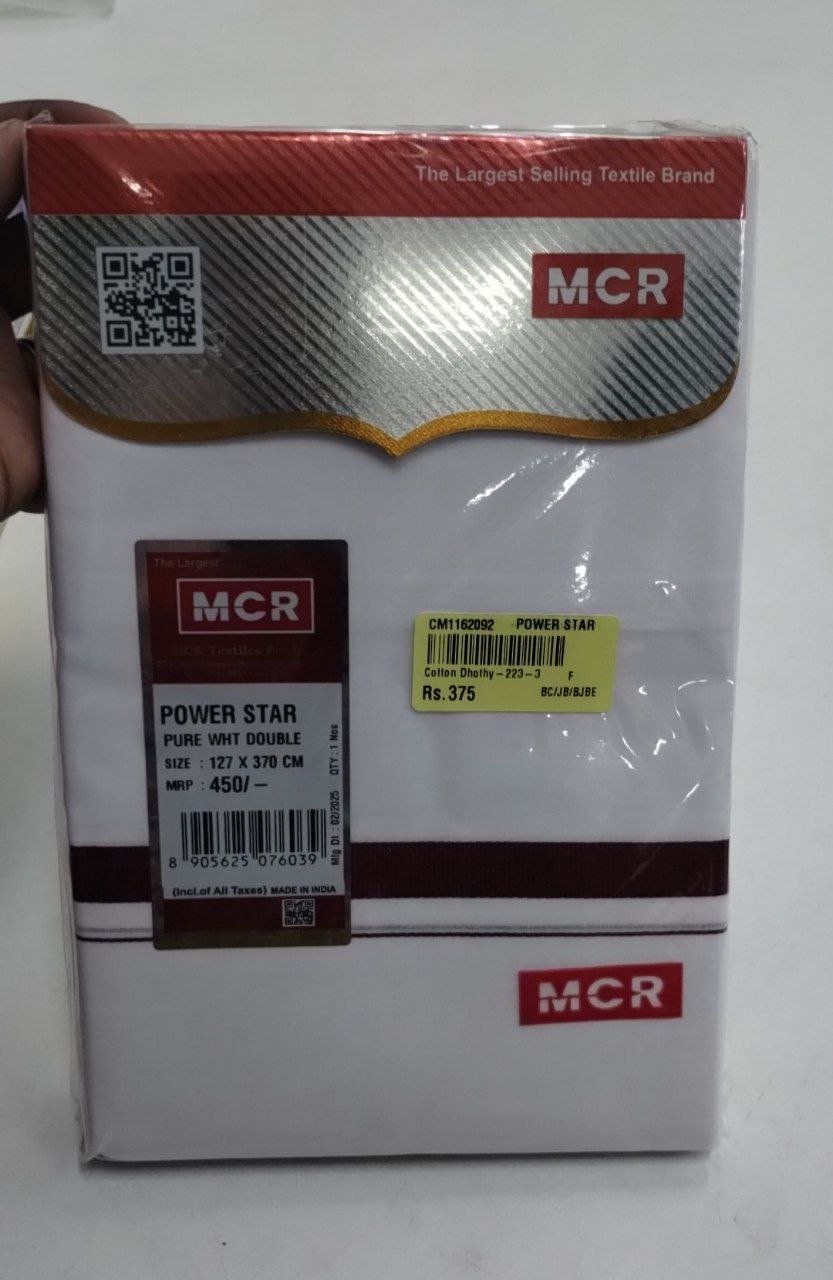 The Largest Selling Textile Brand
MCR
The Largest
MCR
MCR Textiles
POWER STAR
PURE WHT DOUBLE
SIZE : 127 X 370 CM
MRP : 450/-
QTY : 1 Nos
Mfg Dt : 02/2025
8 905625 076039
(Incl.of All Taxes) MADE IN INDIA
CM1162092 POWER STAR
Cotton Dhothy-223-3 F
Rs.375 BC/JB/BJBE
MCR